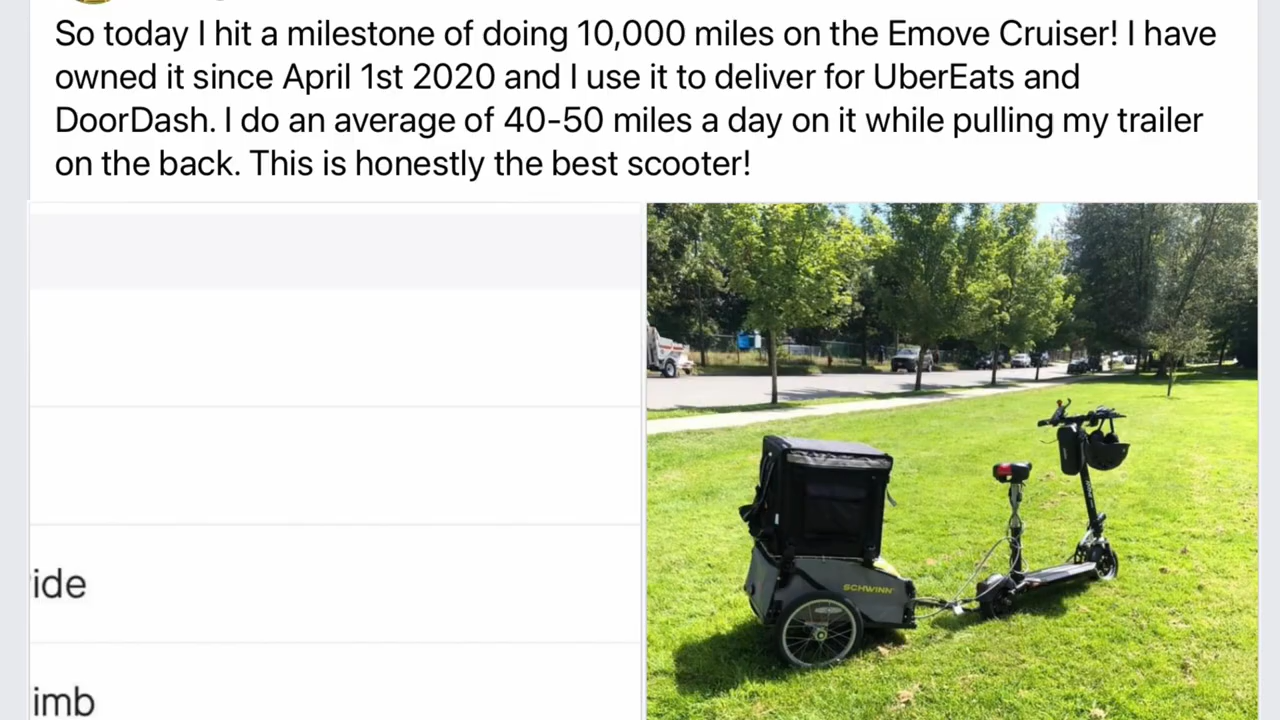 So today I hit a milestone of doing 10,000 miles on the Emove Cruiser! I have
owned it since April 1st 2020 and I use it to deliver for UberEats and
DoorDash. I do an average of 40-50 miles a day on it while pulling my trailer
on the back. This is honestly the best scooter!
ide
imb
SCHWINN